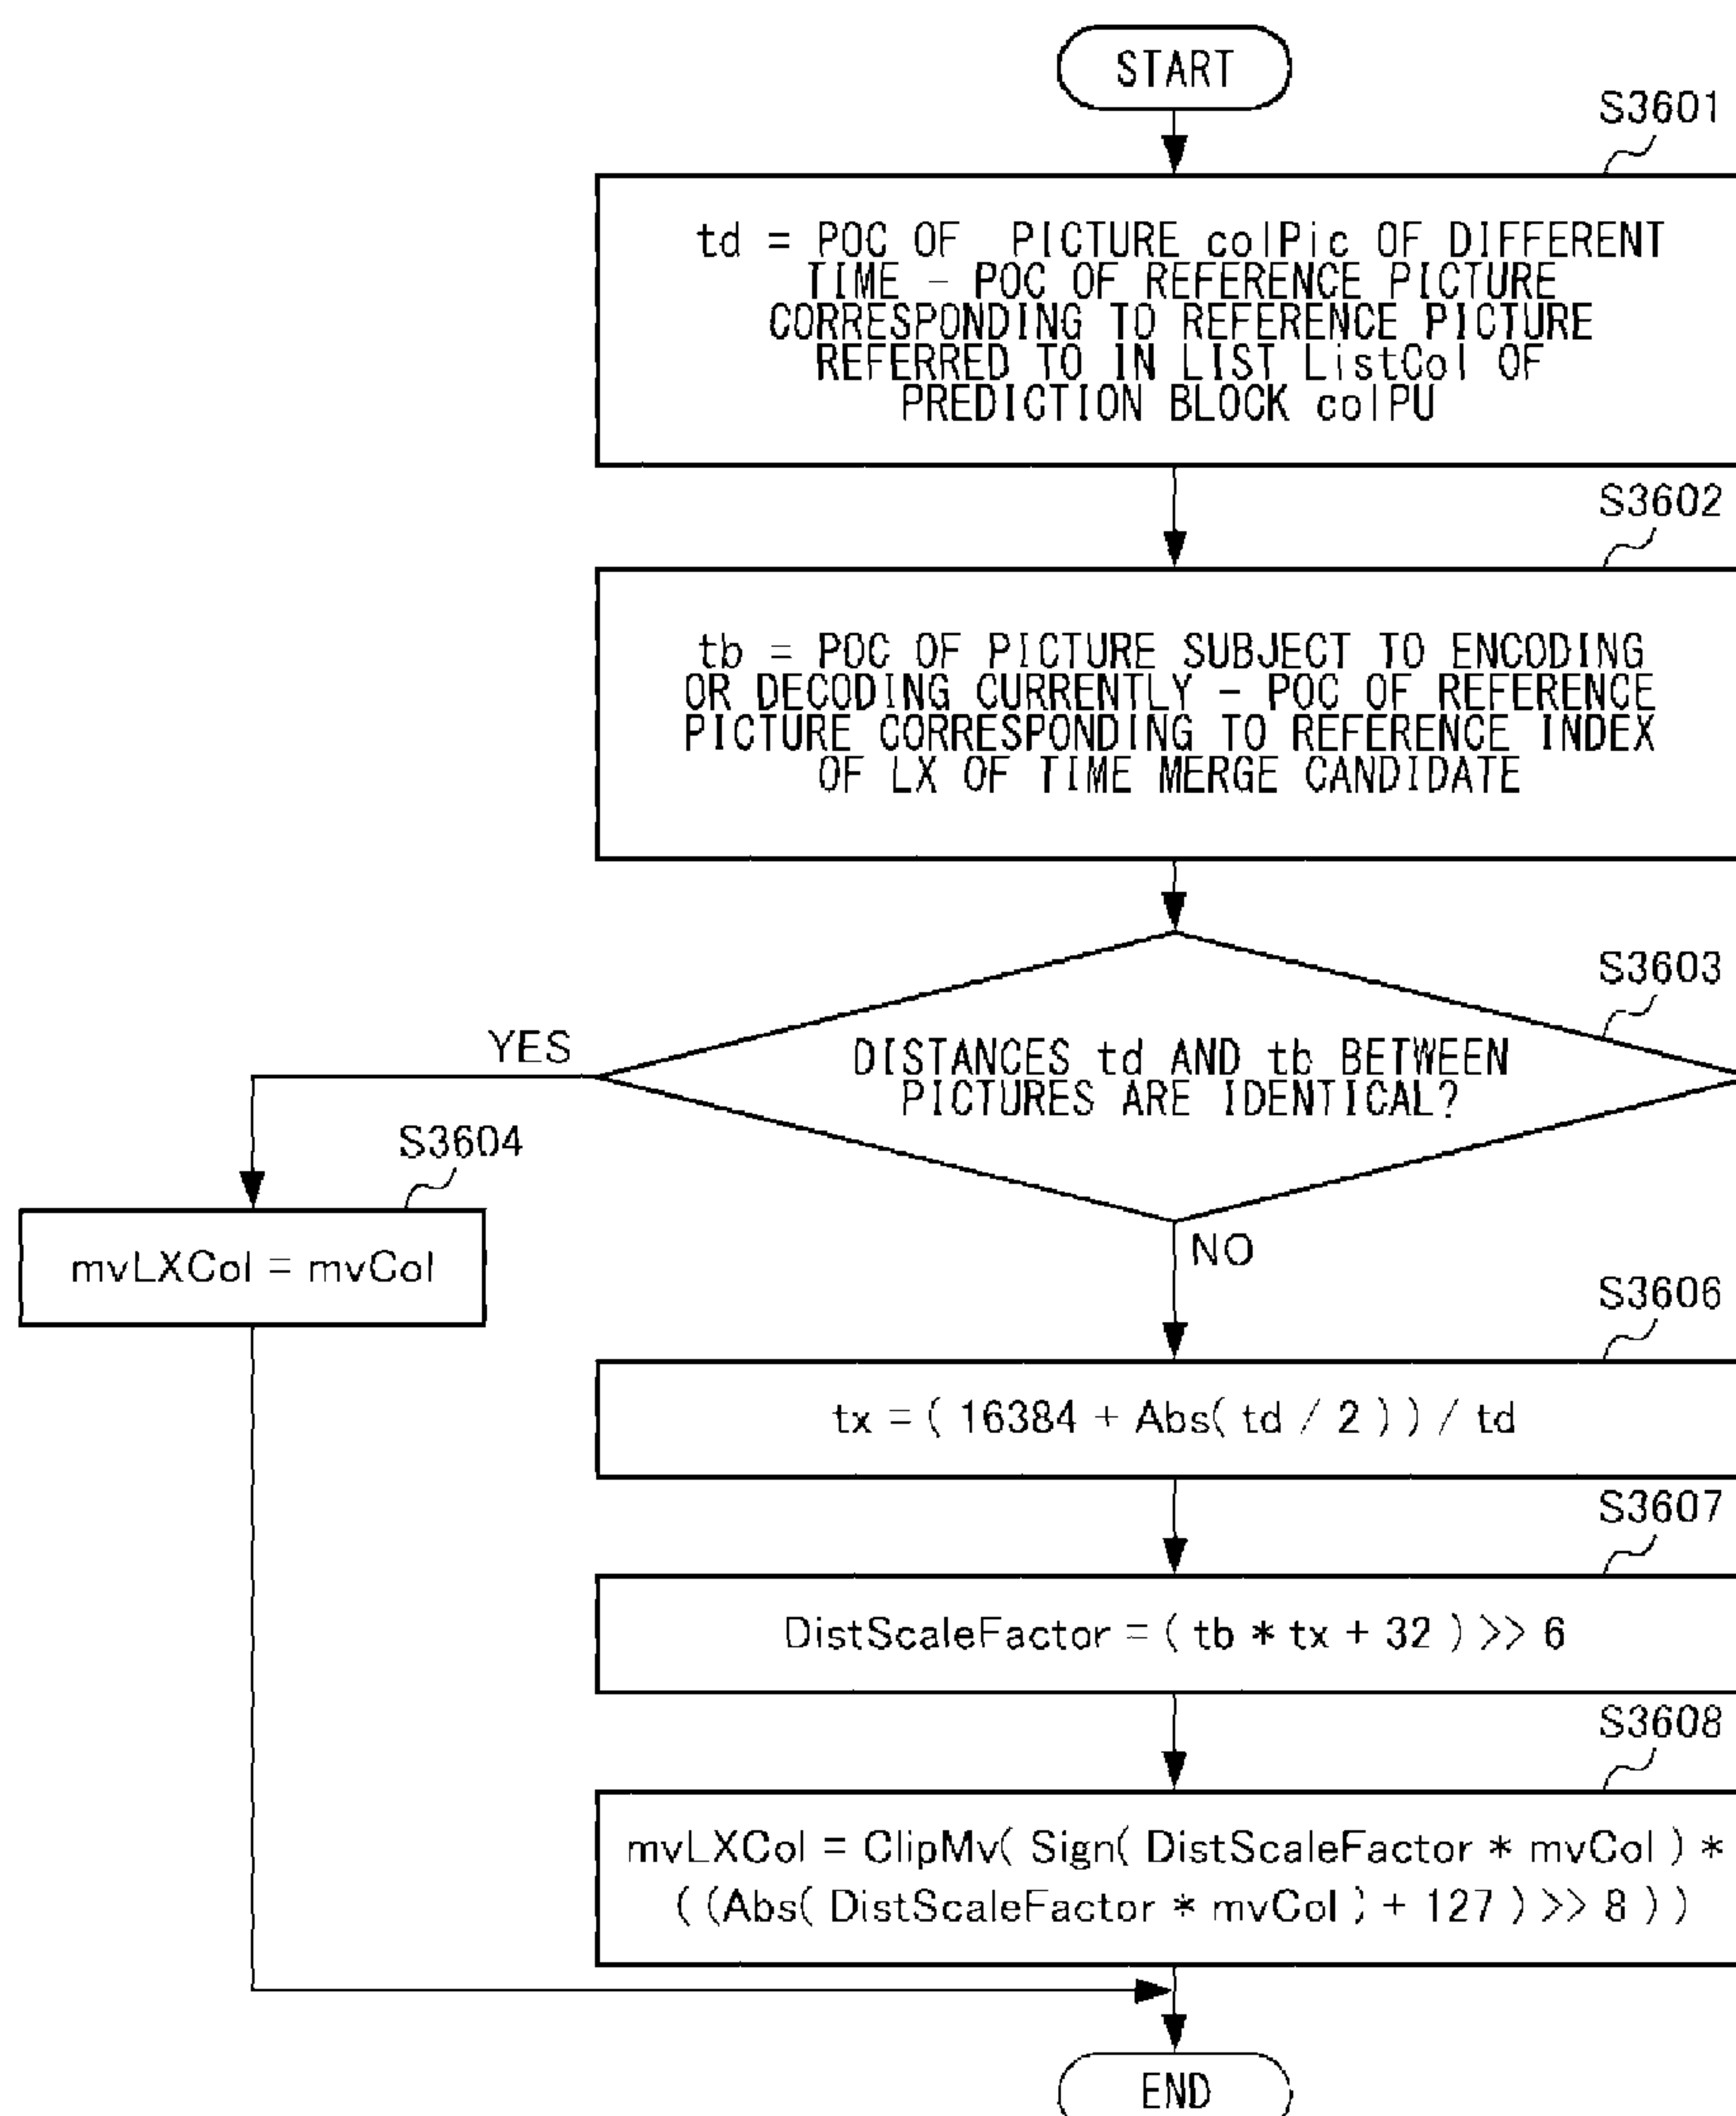 START
S3601
td = POC OF PICTURE colPic OF DIFFERENT
TIME - POC OF REFERENCE PICTURE
CORRESPONDING TO REFERENCE PICTURE
REFERRED TO IN LIST ListCol OF
PREDICTION BLOCK colPU
S3602
tb = POC OF PICTURE SUBJECT TO ENCODING
OR DECODING CURRENTLY - POC OF REFERENCE
PICTURE CORRESPONDING TO REFERENCE INDEX
OF LX OF TIME MERGE CANDIDATE
S3603
YES
DISTANCES td AND tb BETWEEN
PICTURES ARE IDENTICAL?
S3604
mvLXCol = mvCol
NO
S3606
tx = ( 16384 + Abs( td / 2 ) ) / td
S3607
DistScaleFactor = ( tb * tx + 32 ) >> 6
S3608
mvLXCol = ClipMv( Sign( DistScaleFactor * mvCol ) *
( (Abs( DistScaleFactor * mvCol ) + 127 ) >> 8 ) )
END